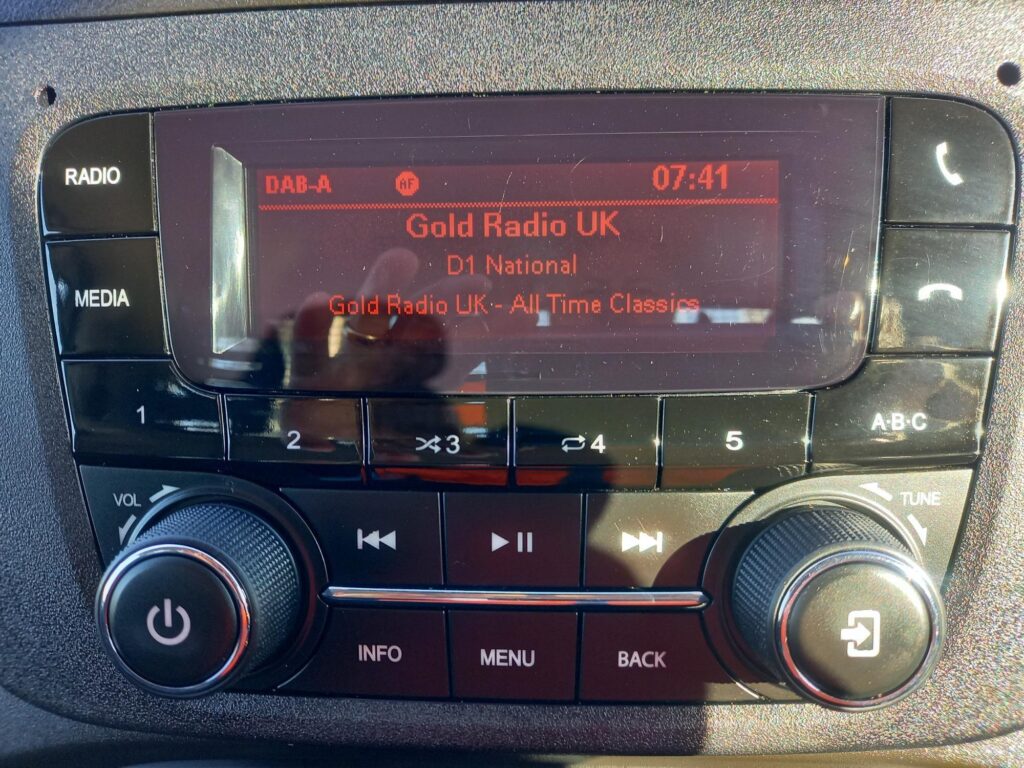 RADIO
DAB-A AF 07:41
Gold Radio UK
D1 National
Gold Radio UK - All Time Classics
MEDIA
1 2 3 4 5 A·B·C
VOL TUNE
INFO MENU BACK